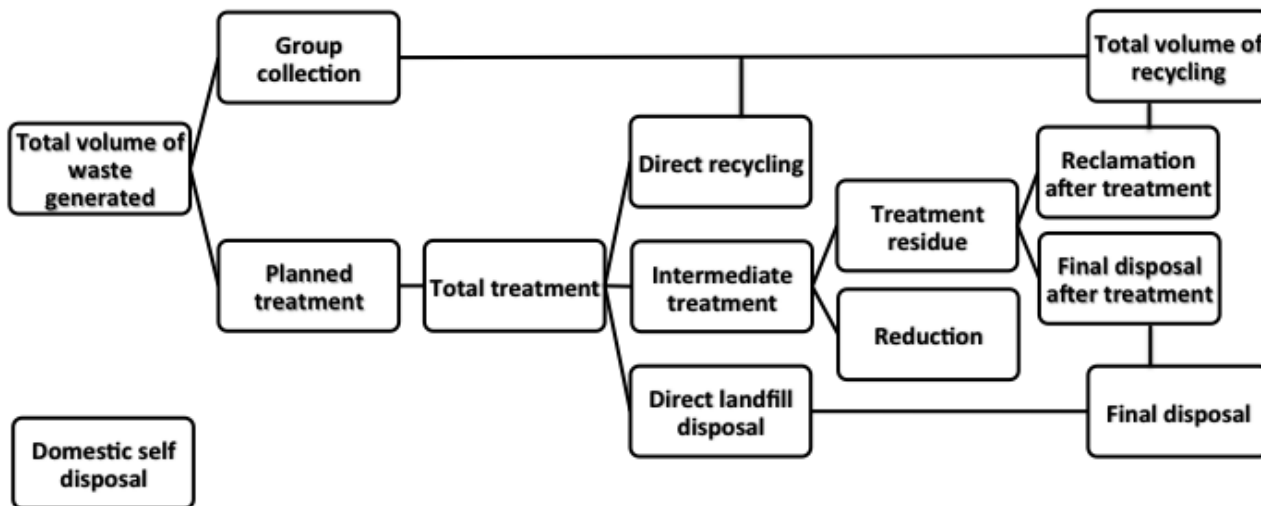 Group
collection
Total volume of
recycling
Total volume of
waste
generated
Direct recycling
Reclamation
after treatment
Treatment
residue
Planned
treatment
Total treatment
Intermediate
treatment
Final disposal
after treatment
Reduction
Direct landfill
disposal
Final disposal
Domestic self
disposal